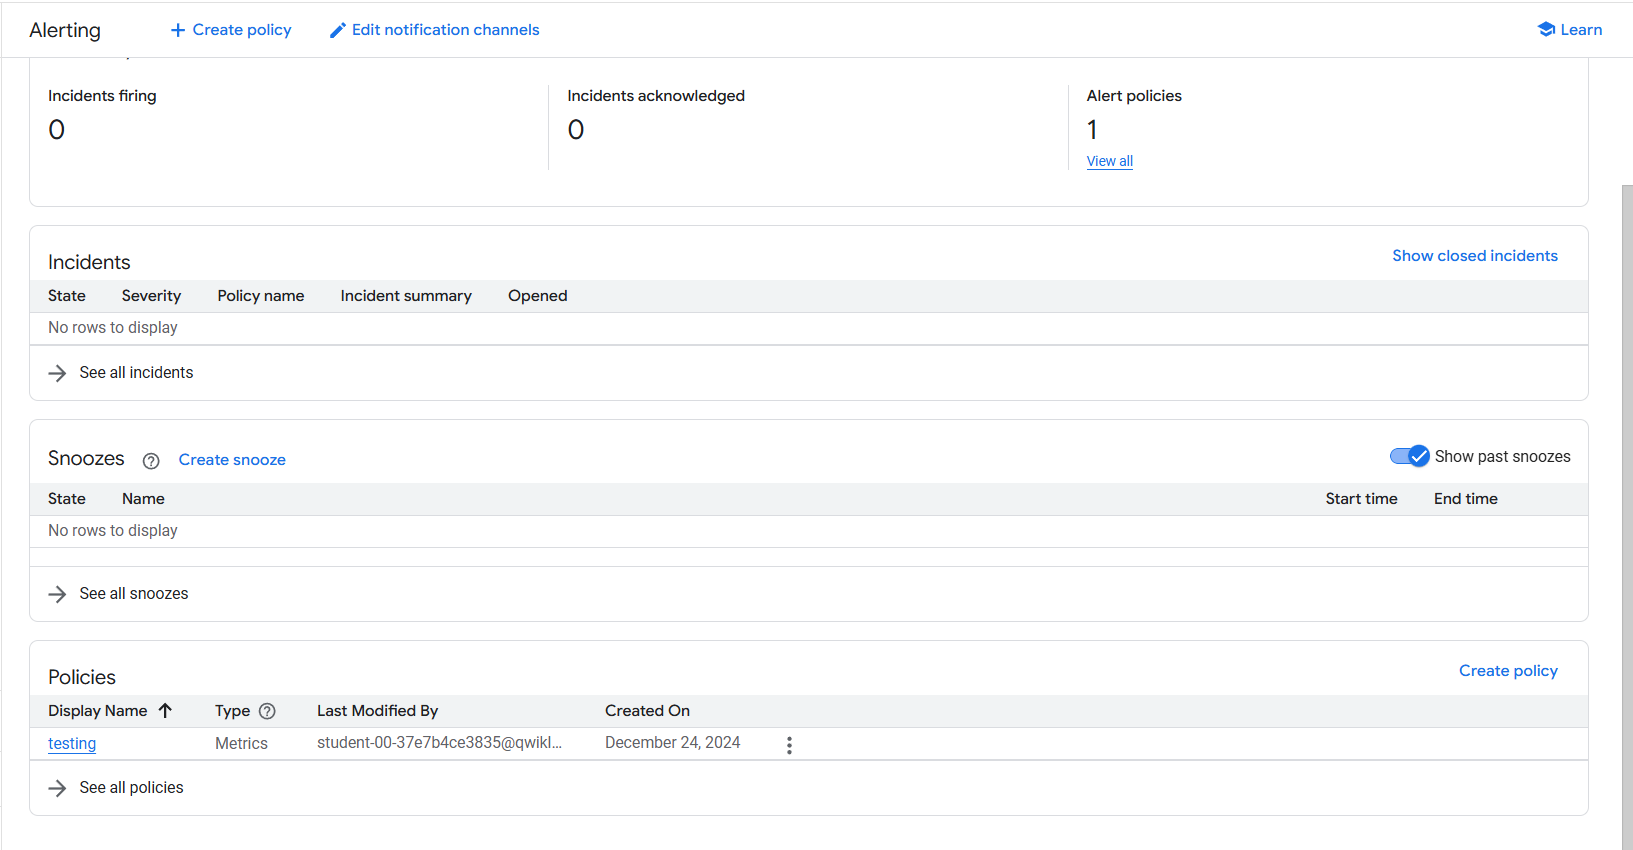 Alerting
Create policy
Edit notification channels
Learn
Incidents firing
0
Incidents acknowledged
0
Alert policies
1
View all
Incidents
Show closed incidents
State Severity Policy name Incident summary Opened
No rows to display
See all incidents
Snoozes
Create snooze
Show past snoozes
State Name Start time End time
No rows to display
See all snoozes
Policies
Create policy
Display Name Type Last Modified By Created On
testing Metrics student-00-37e7b4ce3835@qwikl... December 24, 2024
See all policies